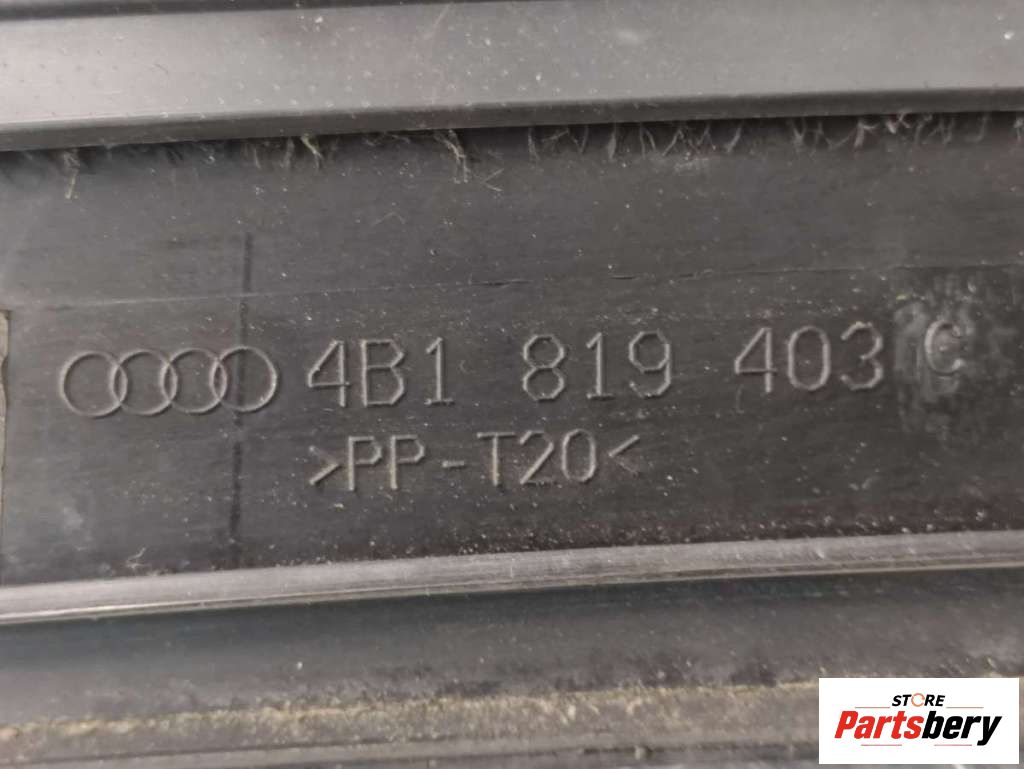 4B1 819 403 C
>PP-T20<
STORE
Partsbery